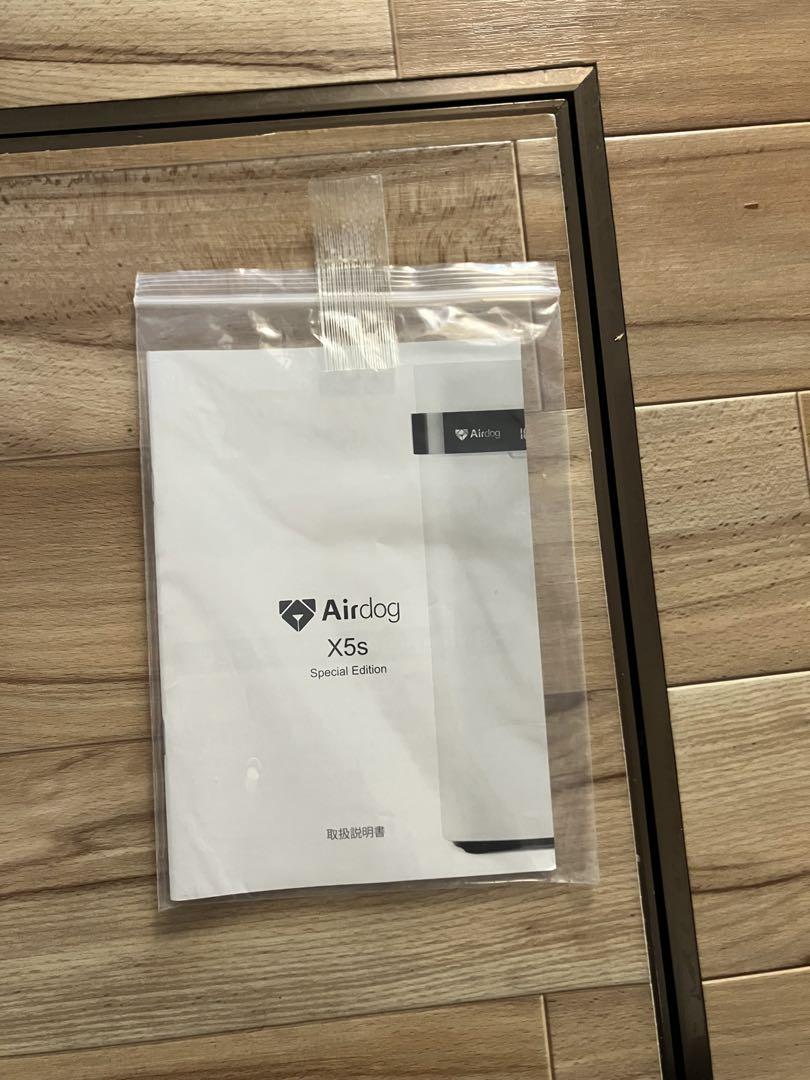 Airdog
Airdog
X5s
Special Edition
取扱説明書